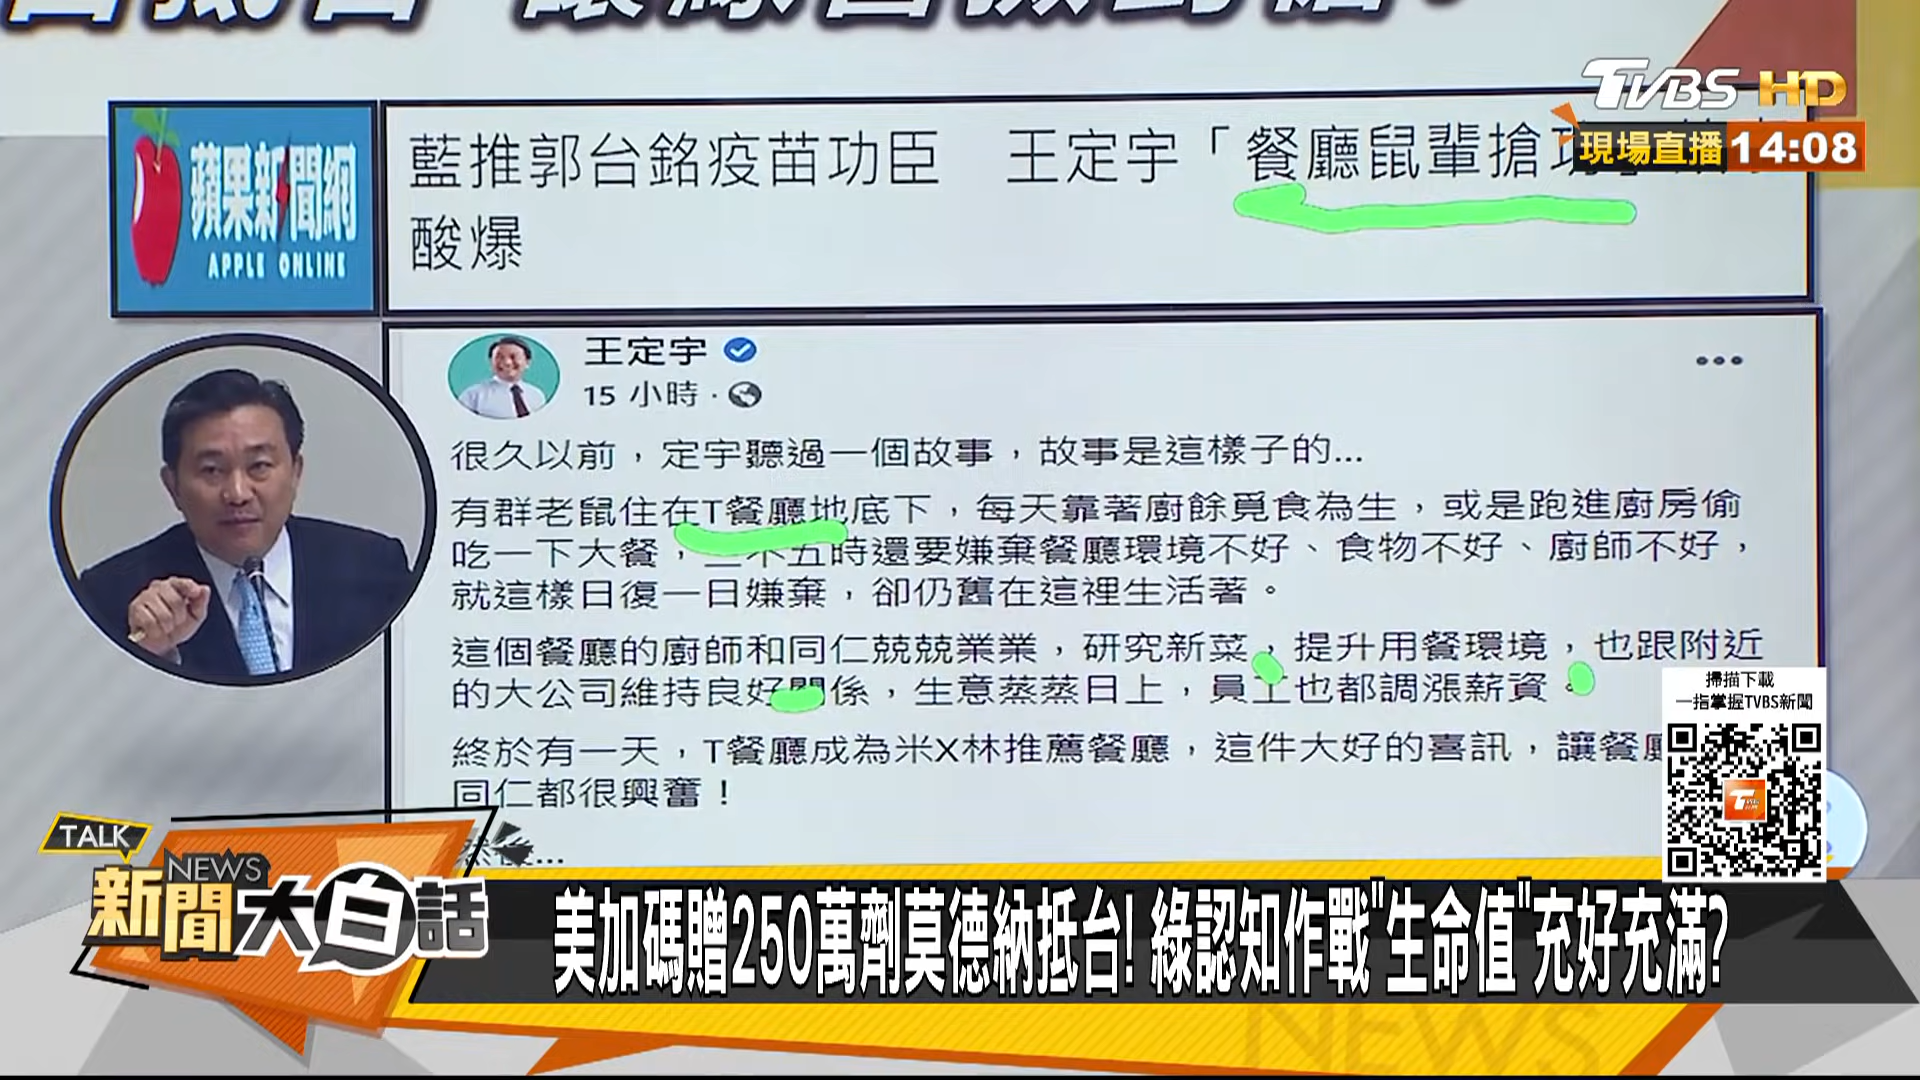 TVBS HD
現場直播 14:08
蘋果新聞網
APPLE ONLINE
藍推郭台銘疫苗功臣 王定宇「餐廳鼠輩搶功
酸爆
王定宇
15 小時
很久以前，定宇聽過一個故事，故事是這樣子的...
有群老鼠住在T餐廳地底下，每天靠著廚餘覓食為生，或是跑進廚房偷
吃一下大餐，三不五時還要嫌棄餐廳環境不好、食物不好、廚師不好，
就這樣日復一日嫌棄，卻仍舊在這裡生活著。
這個餐廳的廚師和同仁兢兢業業，研究新菜，提升用餐環境，也跟附近
的大公司維持良好關係，生意蒸蒸日上，員工也都調漲薪資。
終於有一天，T餐廳成為米X林推薦餐廳，這件大好的喜訊，讓餐廳
同仁都很興奮！
掃描下載
一指掌握TVBS新聞
TALK
NEWS
新聞大白話
美加碼贈250萬劑莫德納抵台! 綠認知作戰"生命值"充好充滿?
NEWS